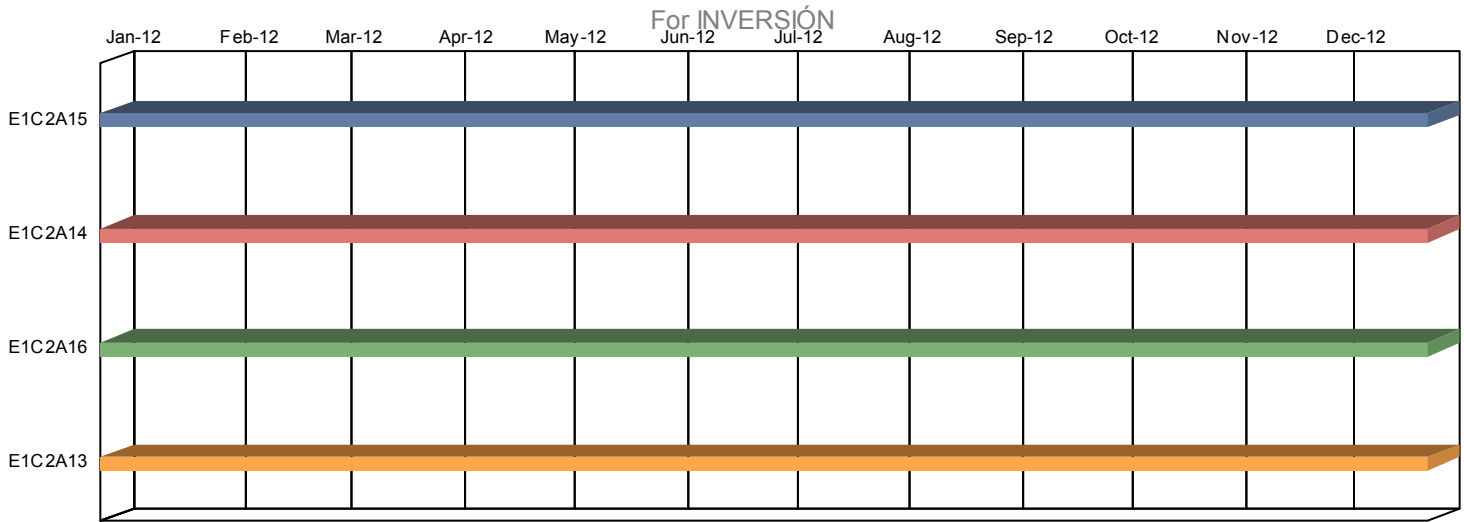 For INVERSIÓN
Jan-12 Feb-12 Mar-12 Apr-12 May-12 Jun-12 Jul-12 Aug-12 Sep-12 Oct-12 Nov-12 Dec-12
E1C2A15
E1C2A14
E1C2A16
E1C2A13